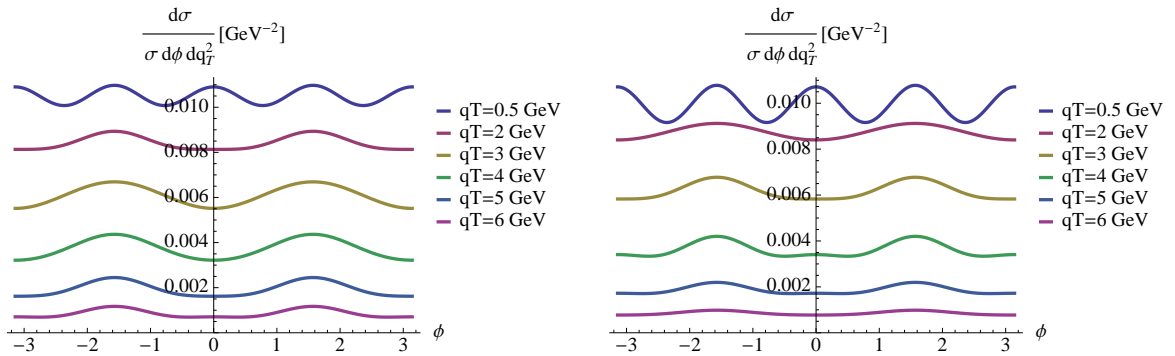 dσ
σ dϕ dq_T^2 [GeV−2]
0.010
0.008
0.006
0.004
0.002
−3 −2 −1 0 1 2 3 ϕ
qT=0.5 GeV
qT=2 GeV
qT=3 GeV
qT=4 GeV
qT=5 GeV
qT=6 GeV
dσ
σ dϕ dq_T^2 [GeV−2]
0.010
0.008
0.006
0.004
0.002
−3 −2 −1 0 1 2 3 ϕ
qT=0.5 GeV
qT=2 GeV
qT=3 GeV
qT=4 GeV
qT=5 GeV
qT=6 GeV